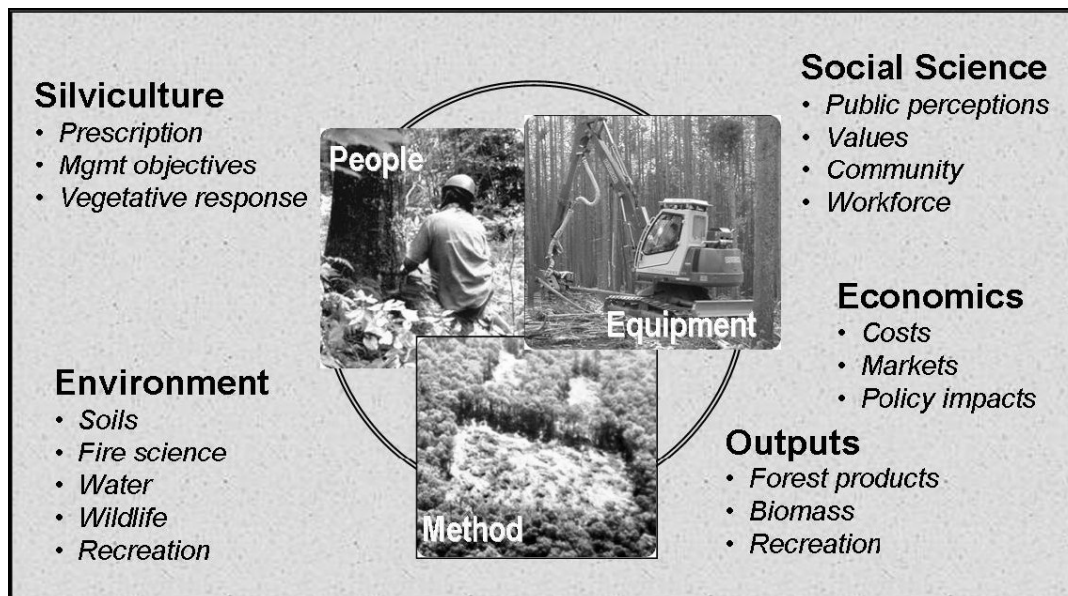 Silviculture
• Prescription
• Mgmt objectives
• Vegetative response
People
Equipment
Method
Social Science
• Public perceptions
• Values
• Community
• Workforce
Economics
• Costs
• Markets
• Policy impacts
Environment
• Soils
• Fire science
• Water
• Wildlife
• Recreation
Outputs
• Forest products
• Biomass
• Recreation